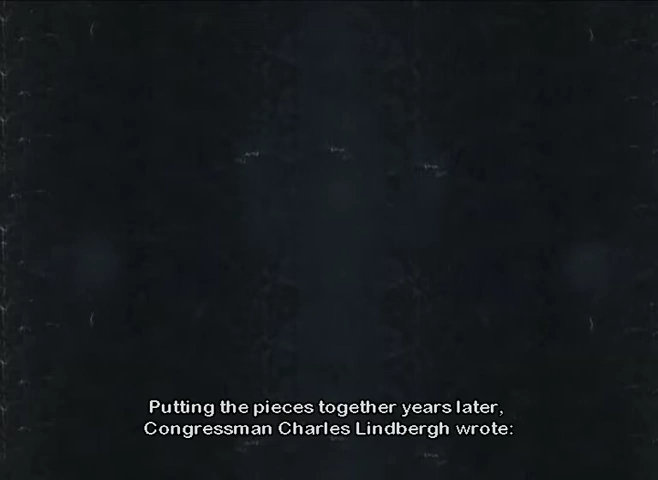 Putting the pieces together years later,
Congressman Charles Lindbergh wrote: